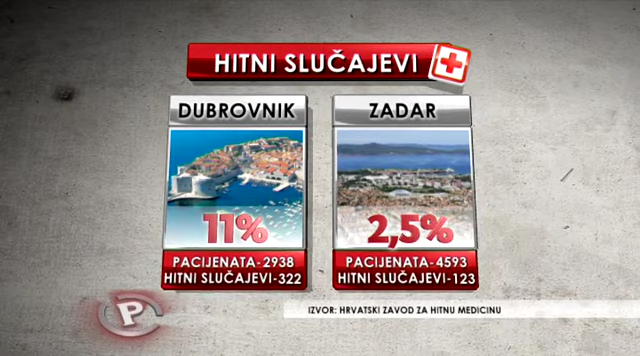 HITNI SLUČAJEVI
DUBROVNIK
11%
PACIJENATA-2938
HITNI SLUČAJEVI-322
ZADAR
2,5%
PACIJENATA-4593
HITNI SLUČAJEVI-123
P
IZVOR: HRVATSKI ZAVOD ZA HITNU MEDICINU